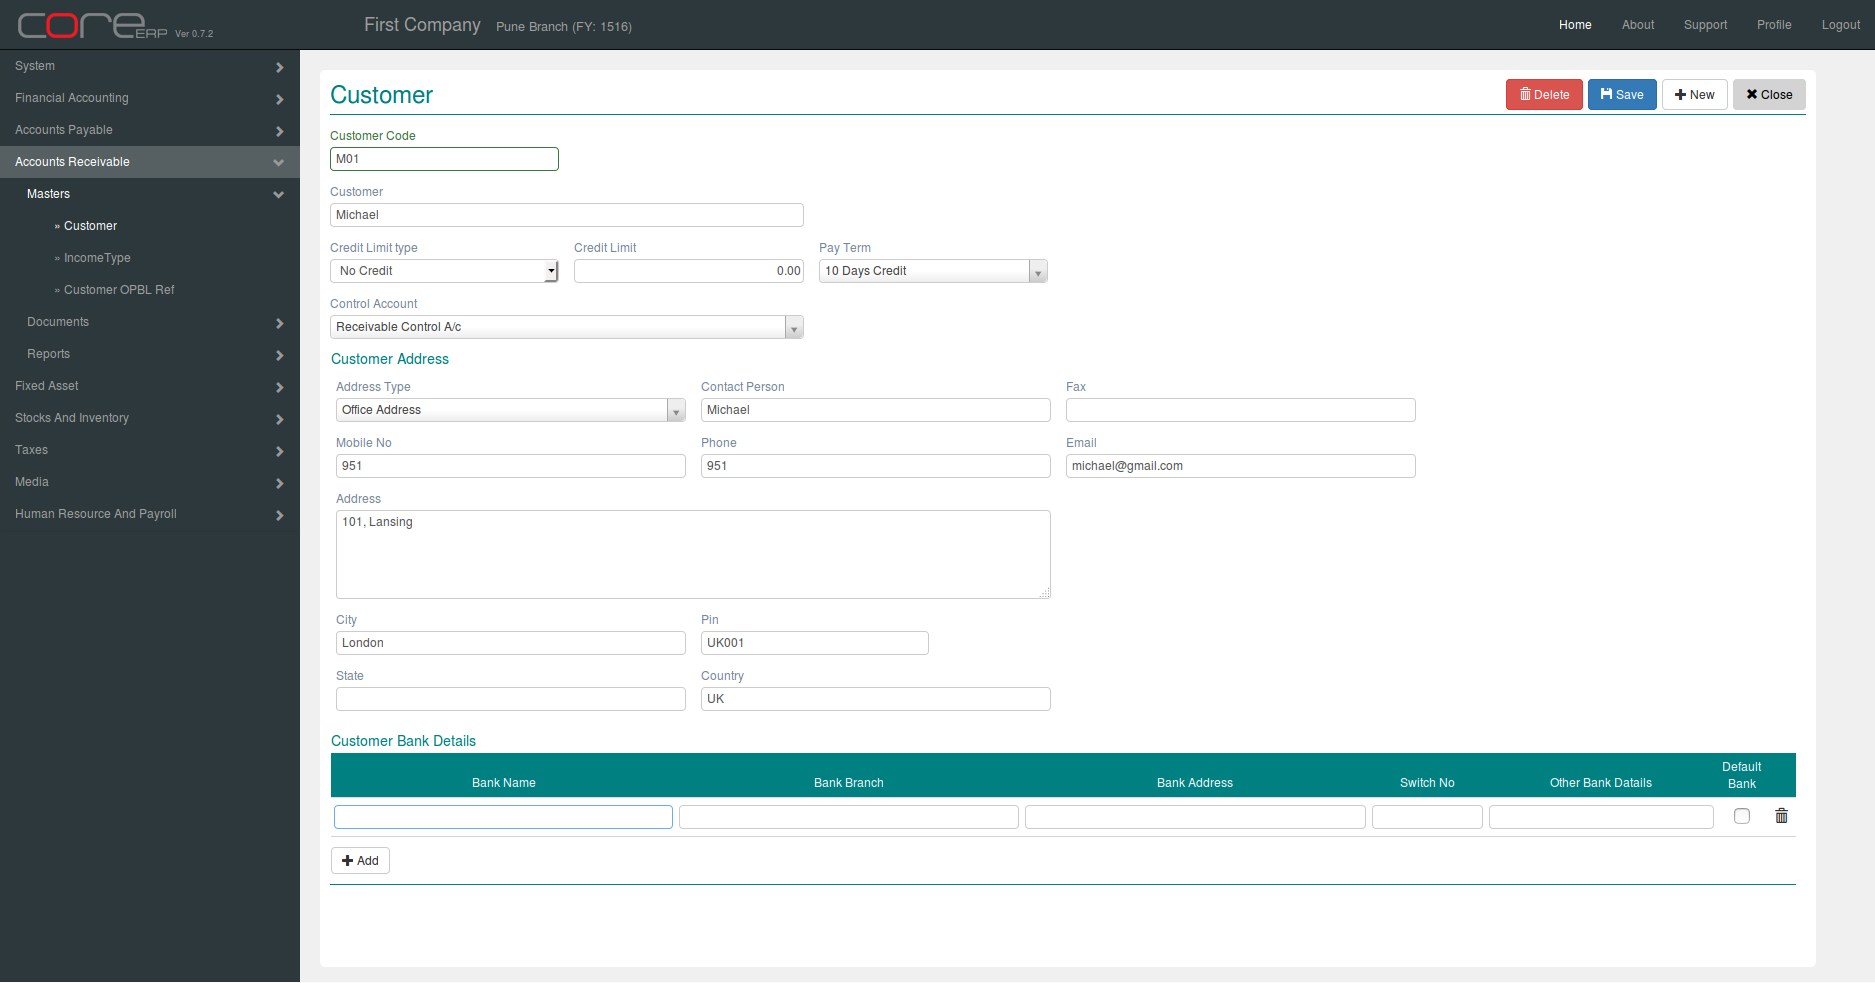 core ERP Ver 0.7.2
First Company Pune Branch (FY: 1516)
Home About Support Profile Logout
System
Financial Accounting
Accounts Payable
Accounts Receivable
Masters
» Customer
» IncomeType
» Customer OPBL Ref
Documents
Reports
Fixed Asset
Stocks And Inventory
Taxes
Media
Human Resource And Payroll
Customer
Delete Save New Close
Customer Code
M01
Customer
Michael
Credit Limit type Credit Limit Pay Term
No Credit 0.00 10 Days Credit
Control Account
Receivable Control A/c
Customer Address
Address Type Contact Person Fax
Office Address Michael
Mobile No Phone Email
951 951 michael@gmail.com
Address
101, Lansing
City Pin
London UK001
State Country
UK
Customer Bank Details
Bank Name Bank Branch Bank Address Switch No Other Bank Datails Default Bank
Add